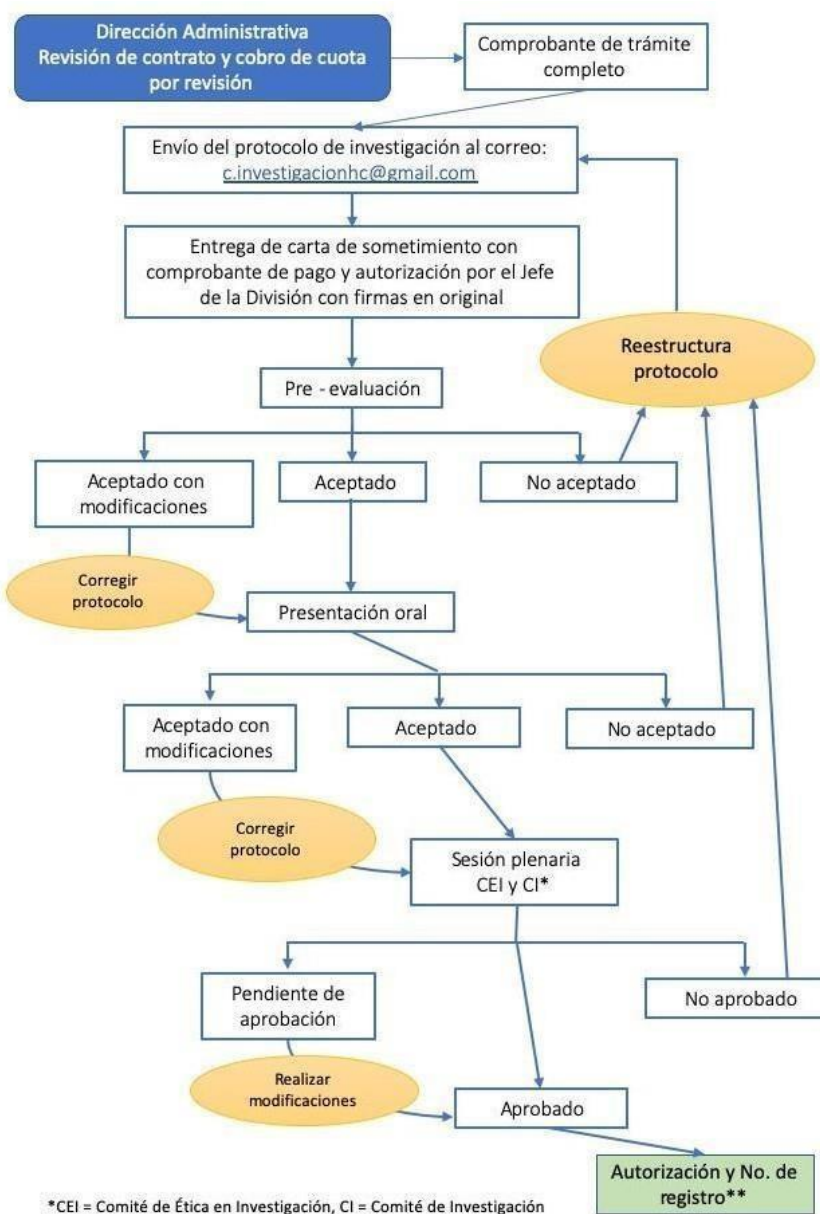 Dirección Administrativa
Revisión de contrato y cobro de cuota
por revisión
Comprobante de trámite
completo
Envío del protocolo de investigación al correo:
c.investigacionhc@gmail.com
Entrega de carta de sometimiento con
comprobante de pago y autorización por el Jefe
de la División con firmas en original
Reestructura
protocolo
Pre - evaluación
Aceptado con
modificaciones
Aceptado
No aceptado
Corregir
protocolo
Presentación oral
Aceptado con
modificaciones
Aceptado
No aceptado
Corregir
protocolo
Sesión plenaria
CEI y CI*
Pendiente de
aprobación
No aprobado
Realizar
modificaciones
Aprobado
Autorización y No. de
registro**
*CEI = Comité de Ética en Investigación, CI = Comité de Investigación